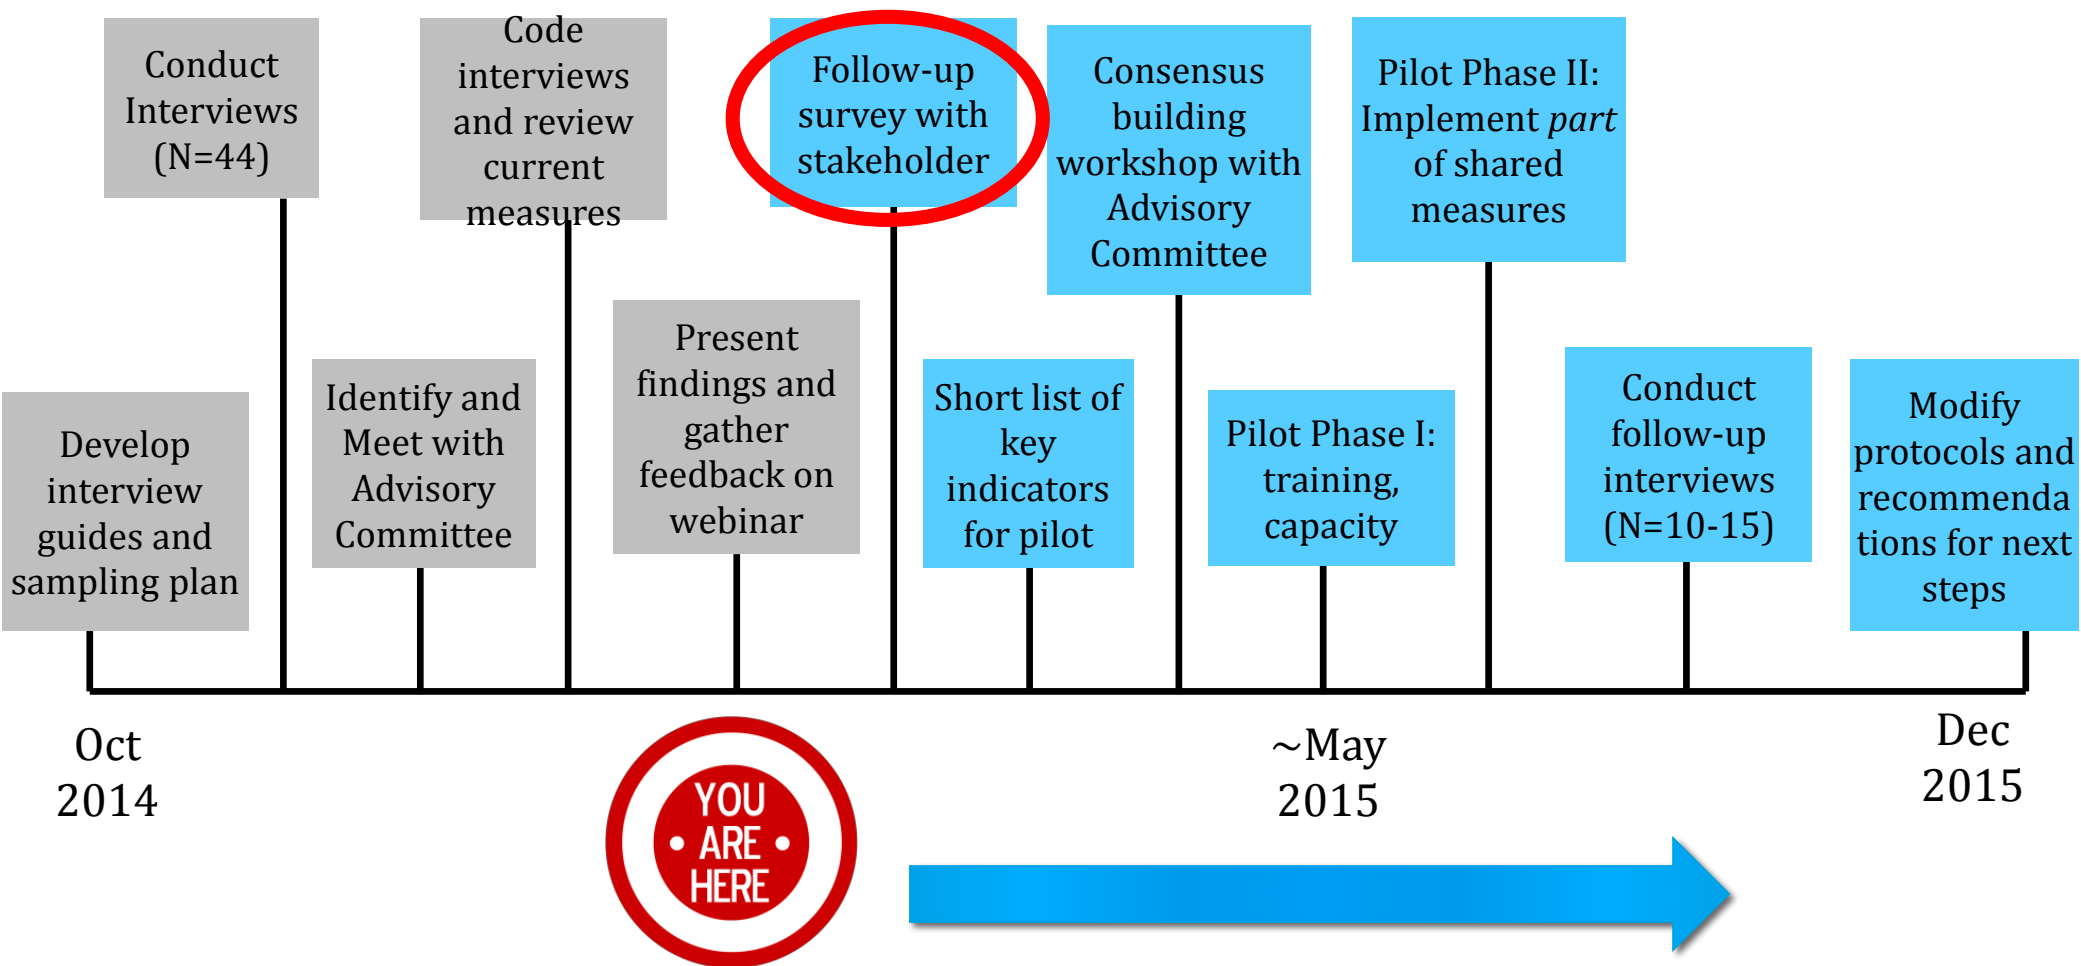 Conduct
Interviews
(N=44)
Code
interviews
and review
current
measures
Follow-up
survey with
stakeholder
Consensus
building
workshop with
Advisory
Committee
Pilot Phase II:
Implement part
of shared
measures
Develop
interview
guides and
sampling plan
Identify and
Meet with
Advisory
Committee
Present
findings and
gather
feedback on
webinar
Short list of
key
indicators
for pilot
Pilot Phase I:
training,
capacity
Conduct
follow-up
interviews
(N=10-15)
Modify
protocols and
recommenda
tions for next
steps
Oct
2014
~May
2015
Dec
2015
YOU
• ARE •
HERE